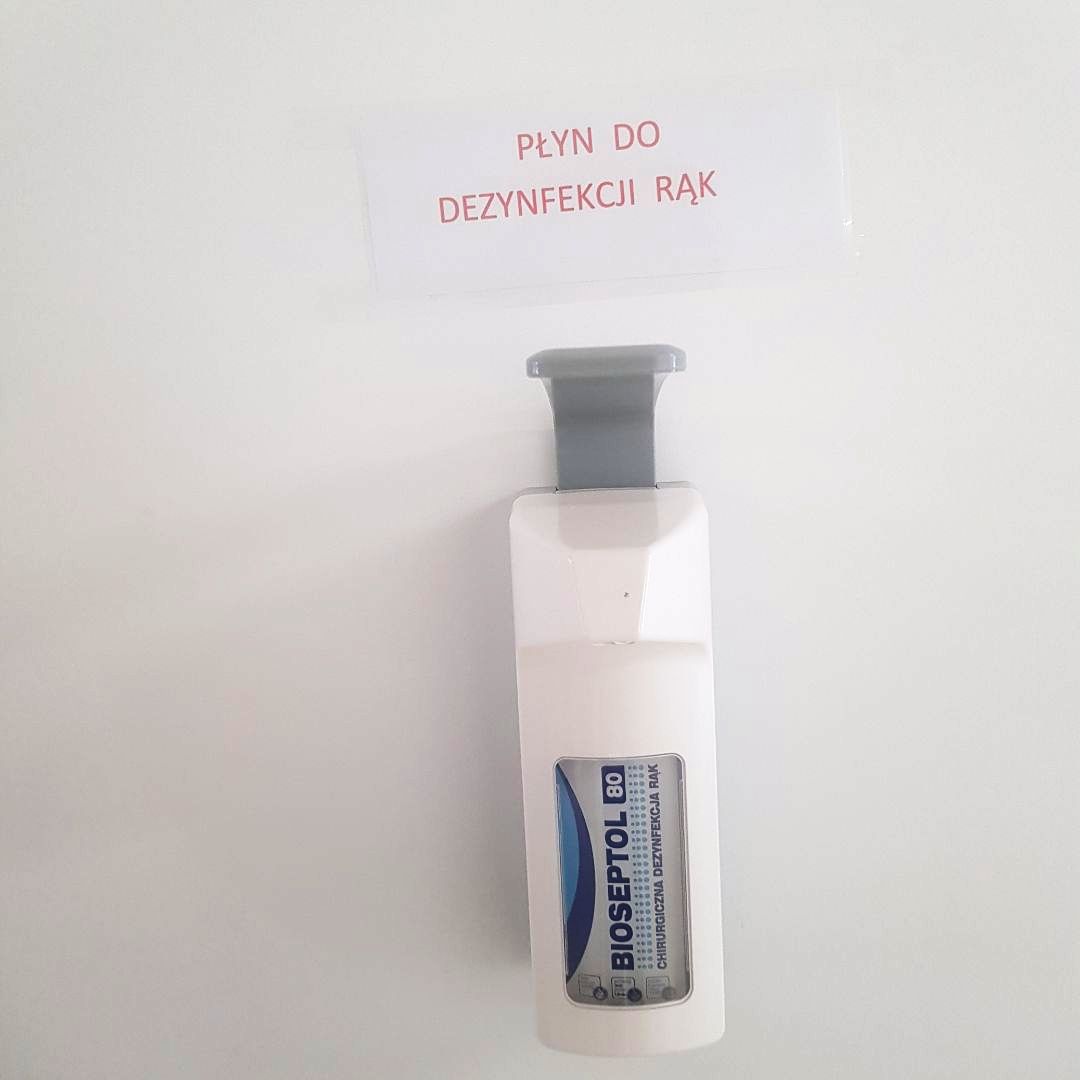 PŁYN DO
DEZYNFEKCJI RĄK
BIOSEPTOL 80
CHIRURGICZNA DEZYNFEKCJA RĄK